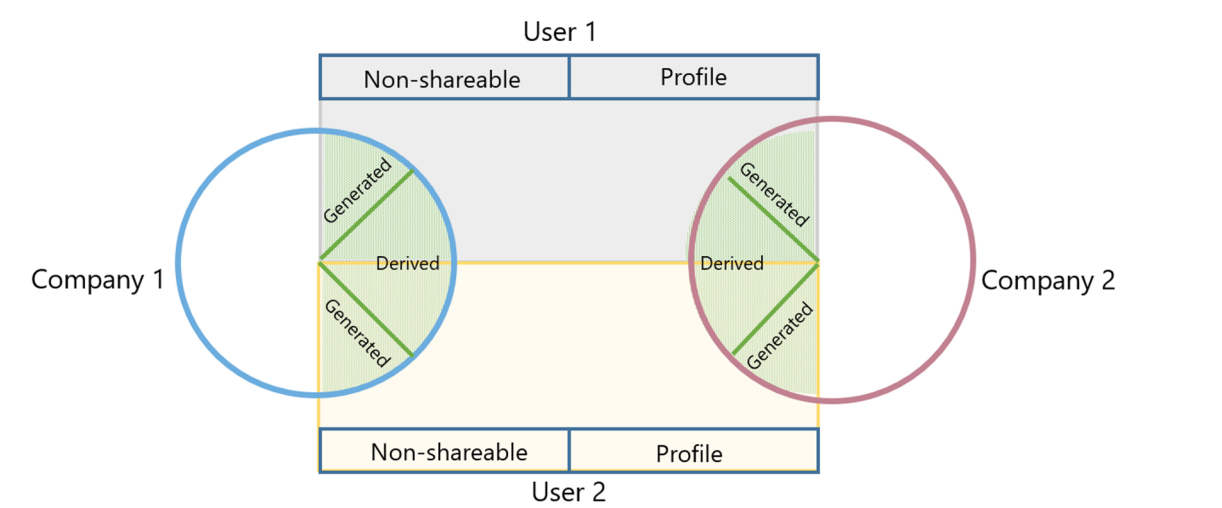 User 1
Non-shareable
Profile
Generated
Generated
Company 1
Derived
Derived
Company 2
Generated
Generated
Non-shareable
Profile
User 2